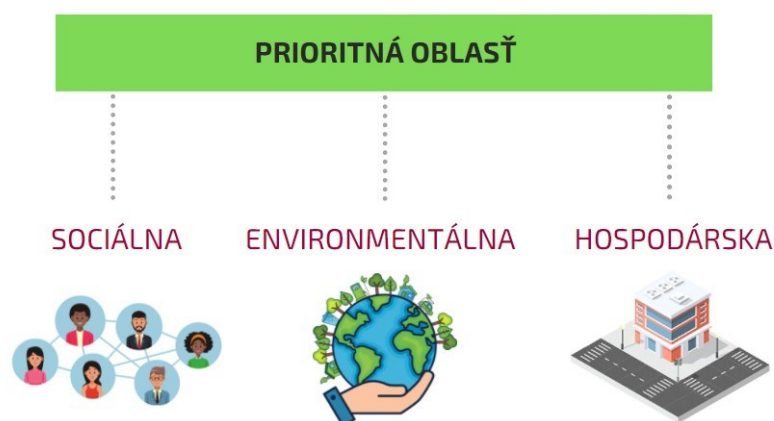 PRIORITNÁ OBLASŤ
SOCIÁLNA
ENVIRONMENTÁLNA
HOSPODÁRSKA